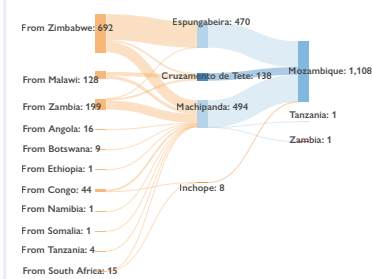 From Zimbabwe: 692
From Malawi: 128
From Zambia: 199
From Angola: 16
From Botswana: 9
From Ethiopia: 1
From Congo: 44
From Namibia: 1
From Somalia: 1
From Tanzania: 4
From South Africa: 15
Espungabeira: 470
Cruzamento de Tete: 138
Machipanda: 494
Inchope: 8
Mozambique: 1,108
Tanzania: 1
Zambia: 1